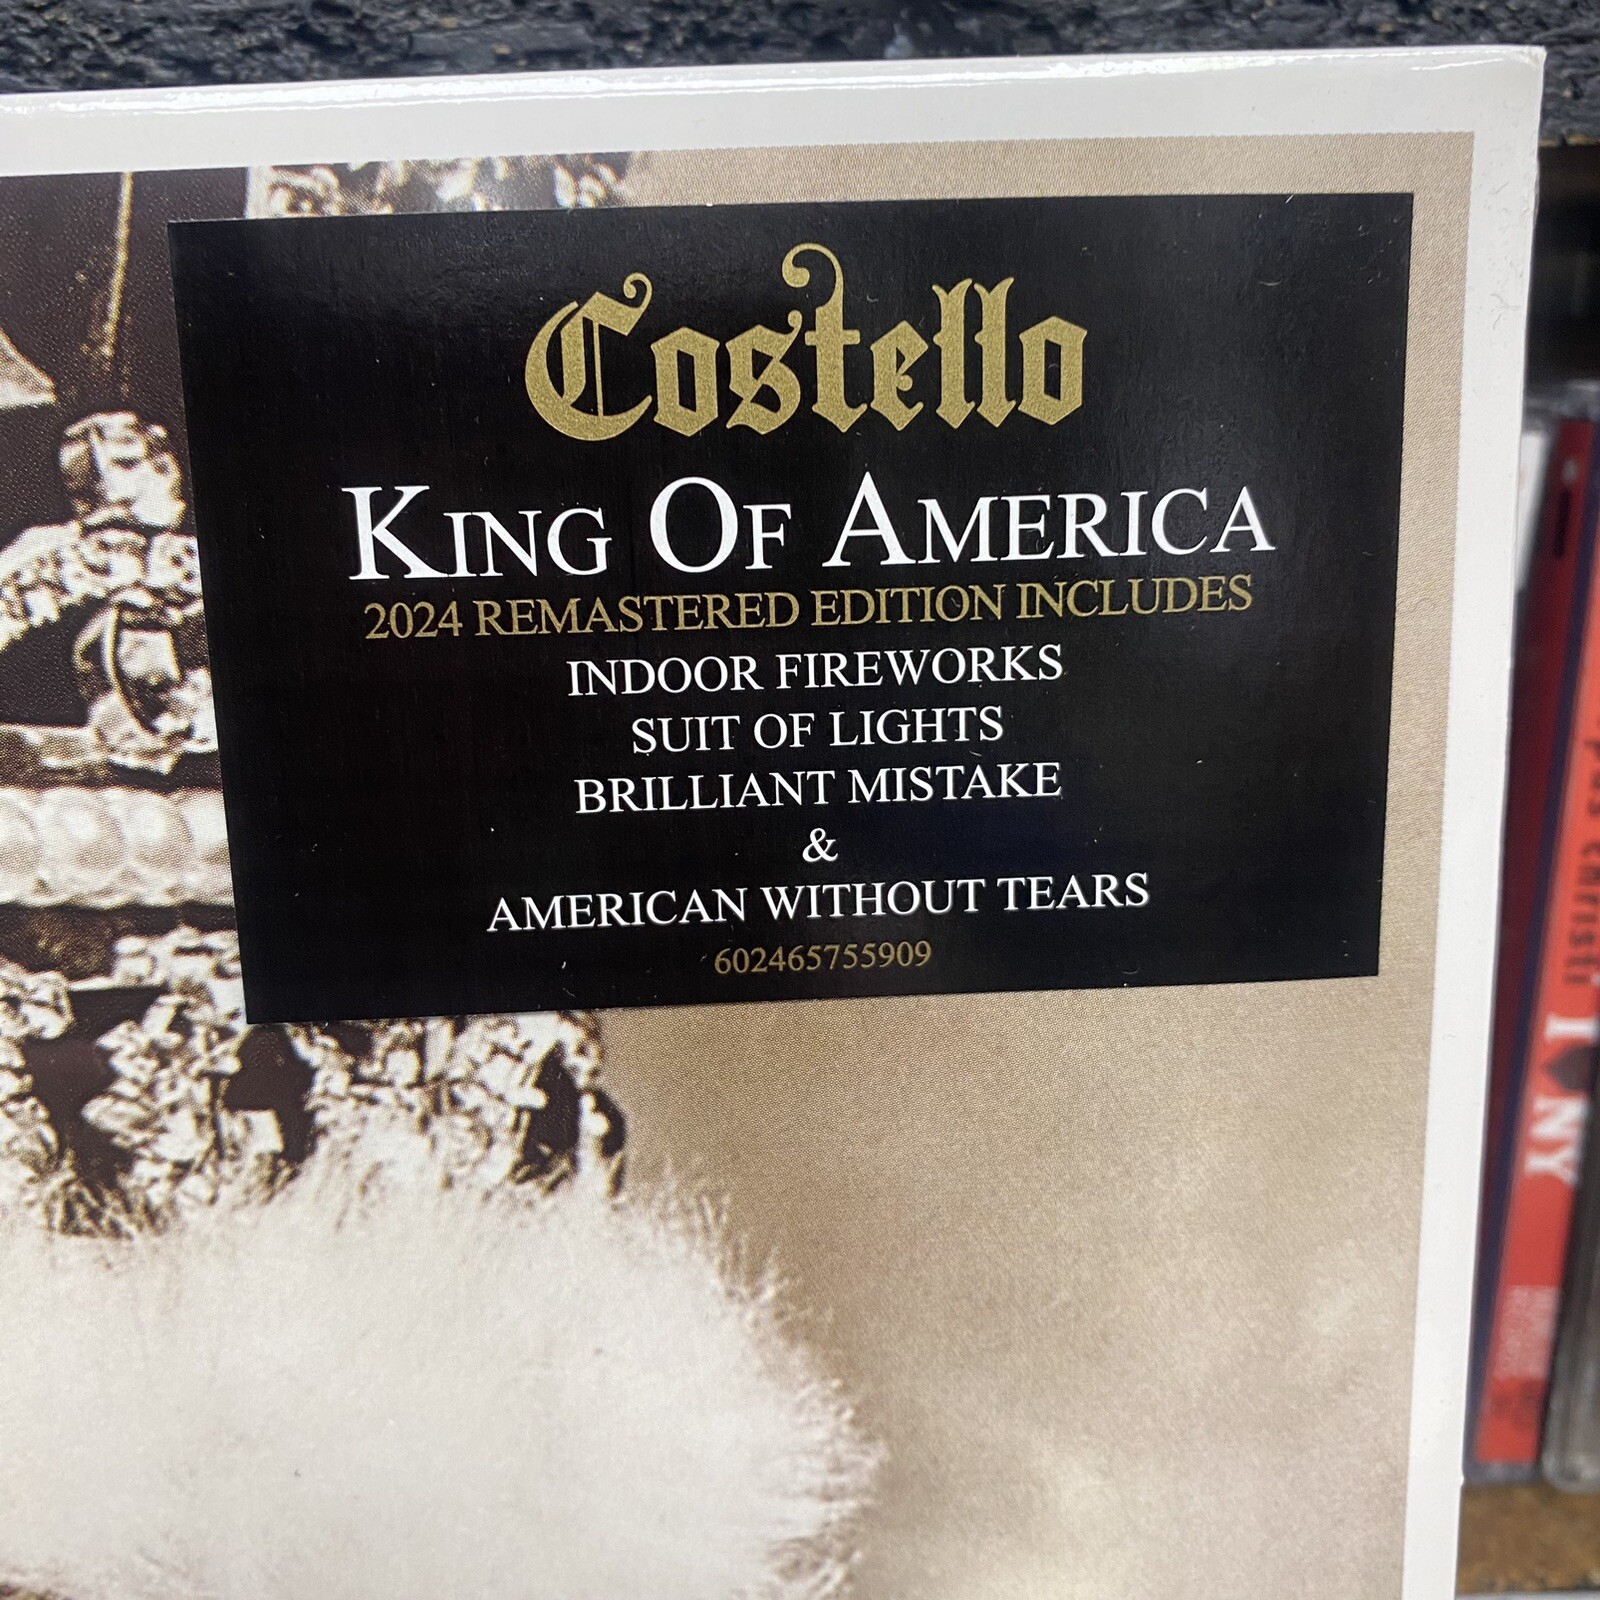 Costello
KING OF AMERICA
2024 REMASTERED EDITION INCLUDES
INDOOR FIREWORKS
SUIT OF LIGHTS
BRILLIANT MISTAKE
&
AMERICAN WITHOUT TEARS
602465755909
I NY